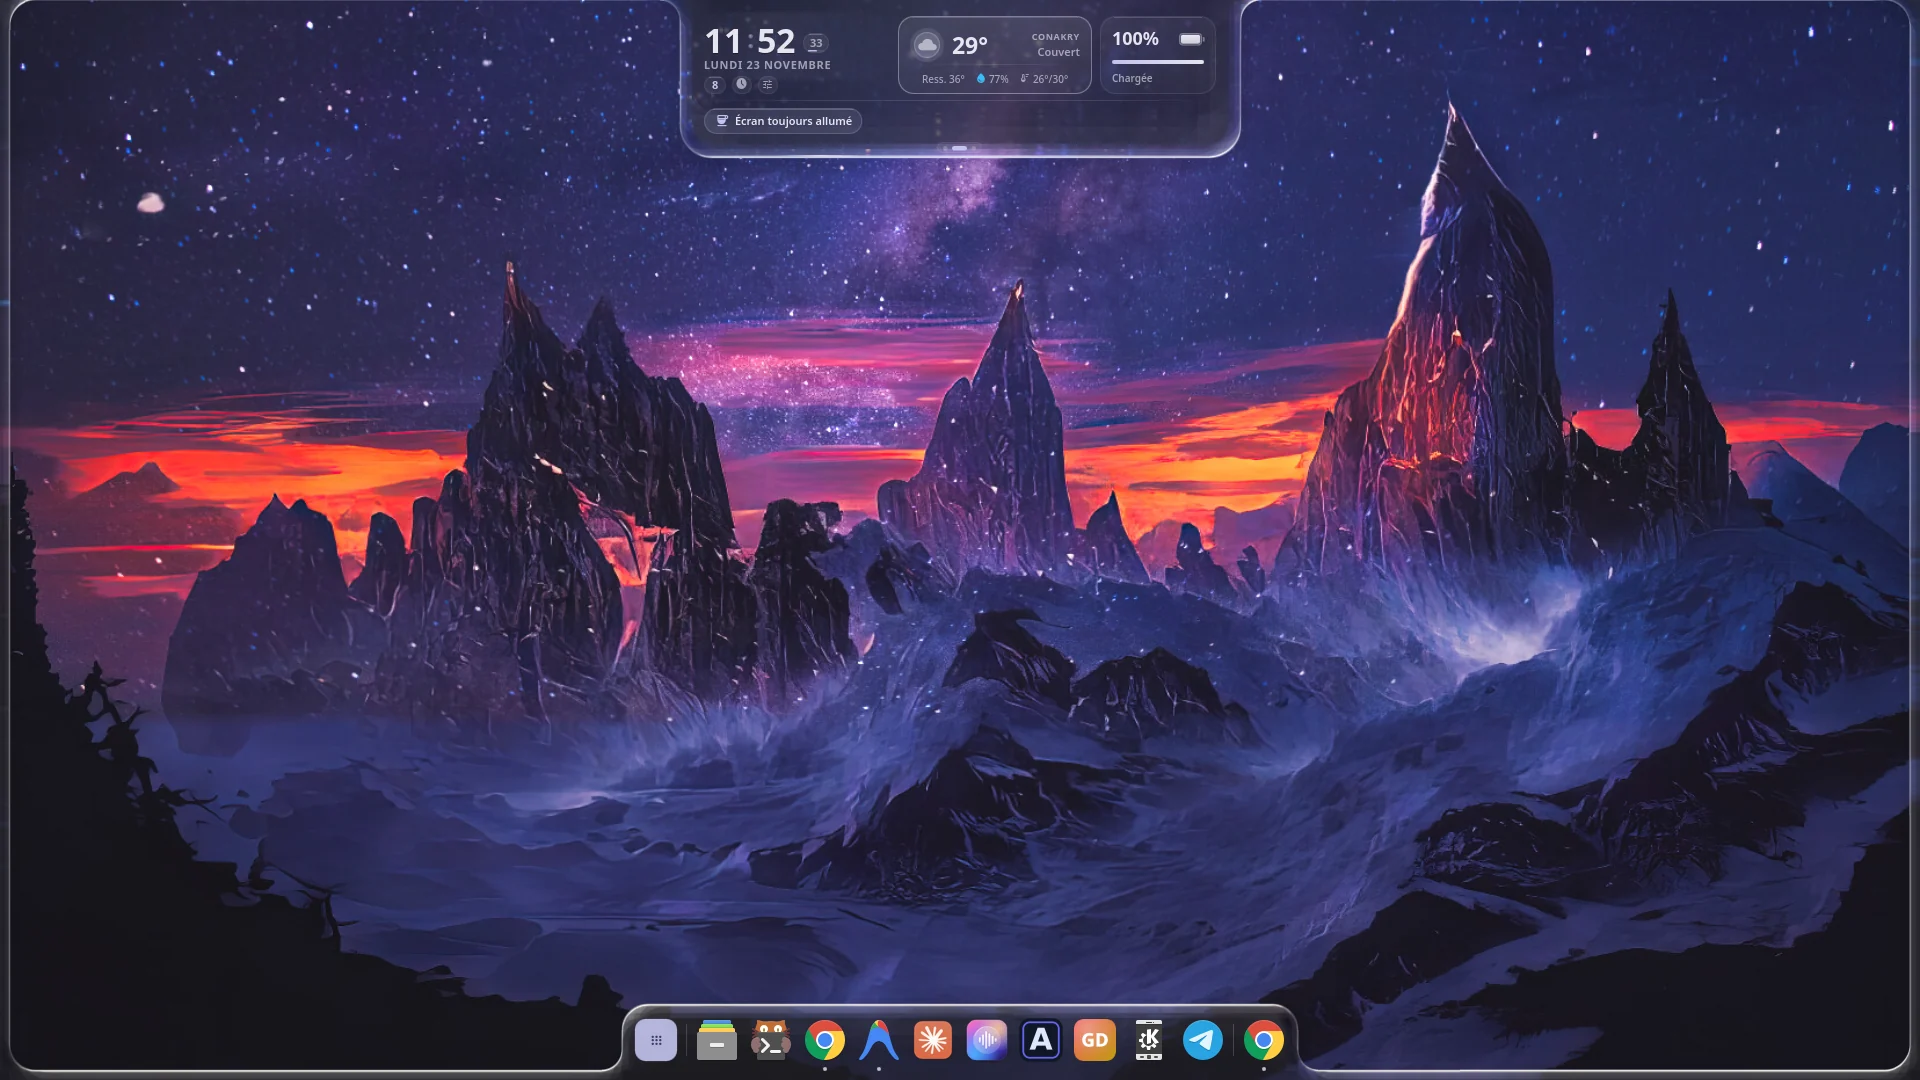 11:52 33
LUNDI 23 NOVEMBRE
8
29° CONAKRY
Couvert
Ress. 36° 77% 26°/30°
100%
Chargée
Écran toujours allumé
A GD K